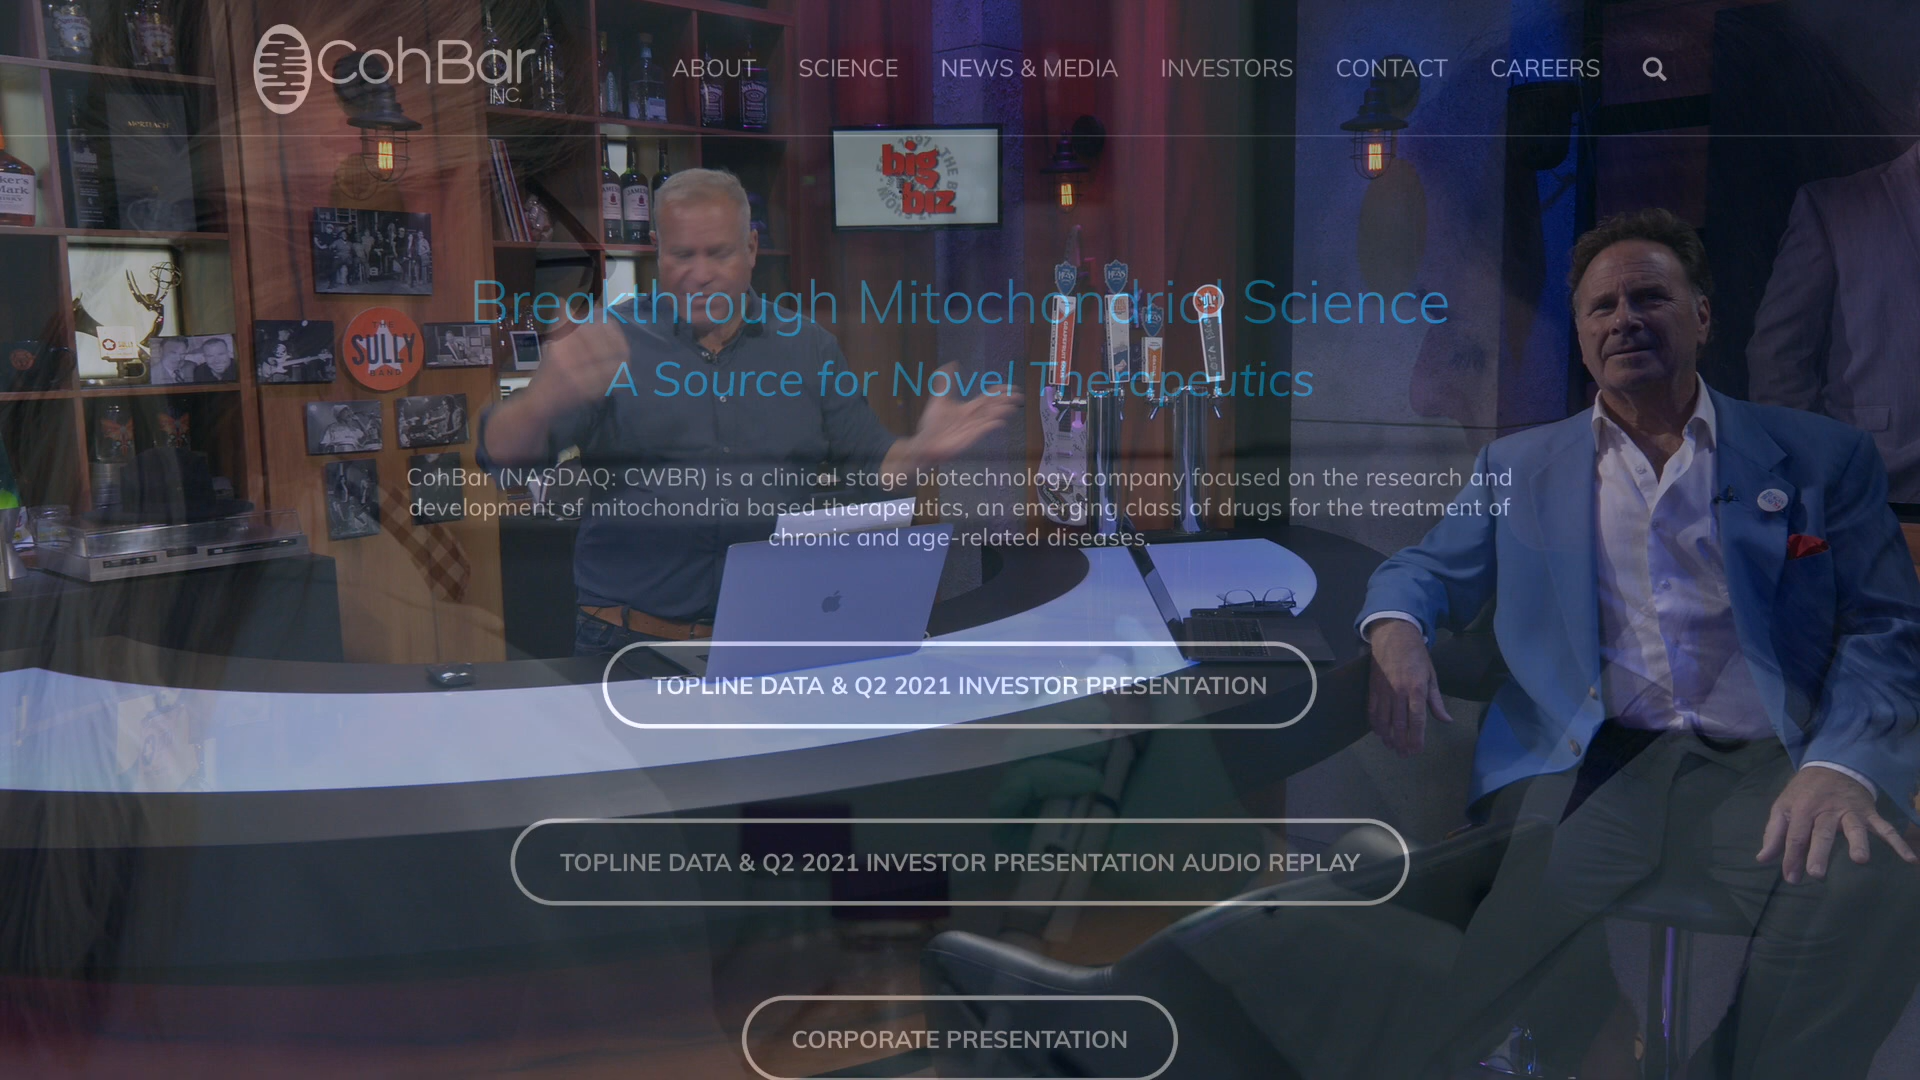 CohBar
INC.
ABOUT
SCIENCE
NEWS & MEDIA
INVESTORS
CONTACT
CAREERS
big
biz
Breakthrough Mitochondrial Science
A Source for Novel Therapeutics
THE
SULLY
BAND
CohBar (NASDAQ: CWBR) is a clinical stage biotechnology company focused on the research and
development of mitochondria based therapeutics, an emerging class of drugs for the treatment of
chronic and age-related diseases.
TOPLINE DATA & Q2 2021 INVESTOR PRESENTATION
TOPLINE DATA & Q2 2021 INVESTOR PRESENTATION AUDIO REPLAY
CORPORATE PRESENTATION